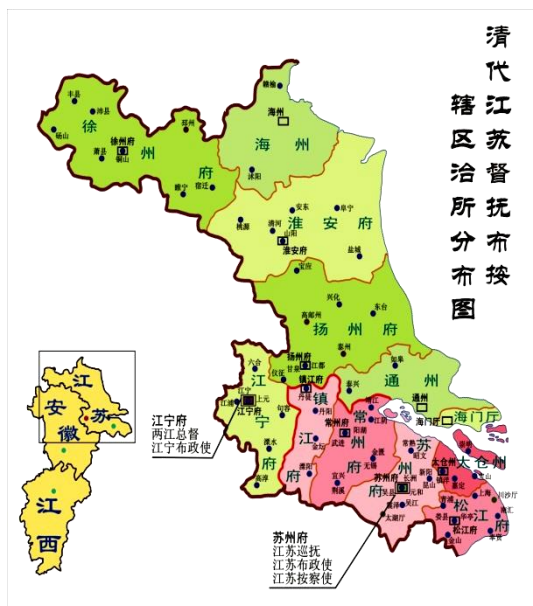 清代江苏督抚布按
辖区治所分布图
赣榆
海州
海州
沭阳
丰县
沛县
砀山
徐州府
徐州府
铜山
萧县
邳州
睢宁
宿迁
安东
阜宁
桃源
清河
山阳
淮安府
淮安府
盐城
宝应
兴化
东台
高邮州
扬州府
泰州
扬州府
江都
甘泉
仪征
如皋
泰兴
通州
通州
海门厅
海门厅
六合
江宁
上元
江宁府
江浦
句容
溧水
高淳
江宁府
镇江府
丹徒
丹阳
金坛
溧阳
镇江府
靖江
江阴
常州府
阳湖
武进
无锡
金匮
宜兴
荆溪
常州府
常熟
昭文
苏州府
长洲
元和
吴县
吴江
震泽
太湖厅
新阳
昆山
苏州府
崇明
太仓州
太仓州
镇洋
嘉定
宝山
上海
川沙厅
南汇
青浦
娄县
华亭
松江府
松江府
奉贤
金山
江苏
安徽
江西
江宁府
两江总督
江宁布政使
苏州府
江苏巡抚
江苏布政使
江苏按察使